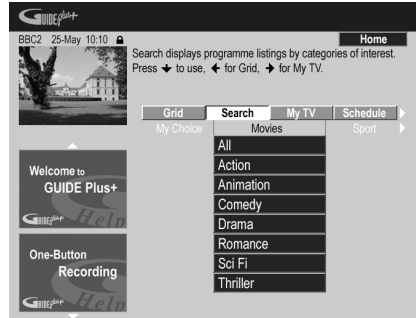 GUIDE Plus+
BBC2 25-May 10:10
Home
Search displays programme listings by categories of interest.
Press to use, for Grid, for My TV.
Grid Search My TV Schedule
My Choice Movies Sport
All
Action
Animation
Comedy
Drama
Romance
Sci Fi
Thriller
Welcome to
GUIDE Plus+
GUIDE Plus+ Help
One-Button
Recording
GUIDE Plus+ Help